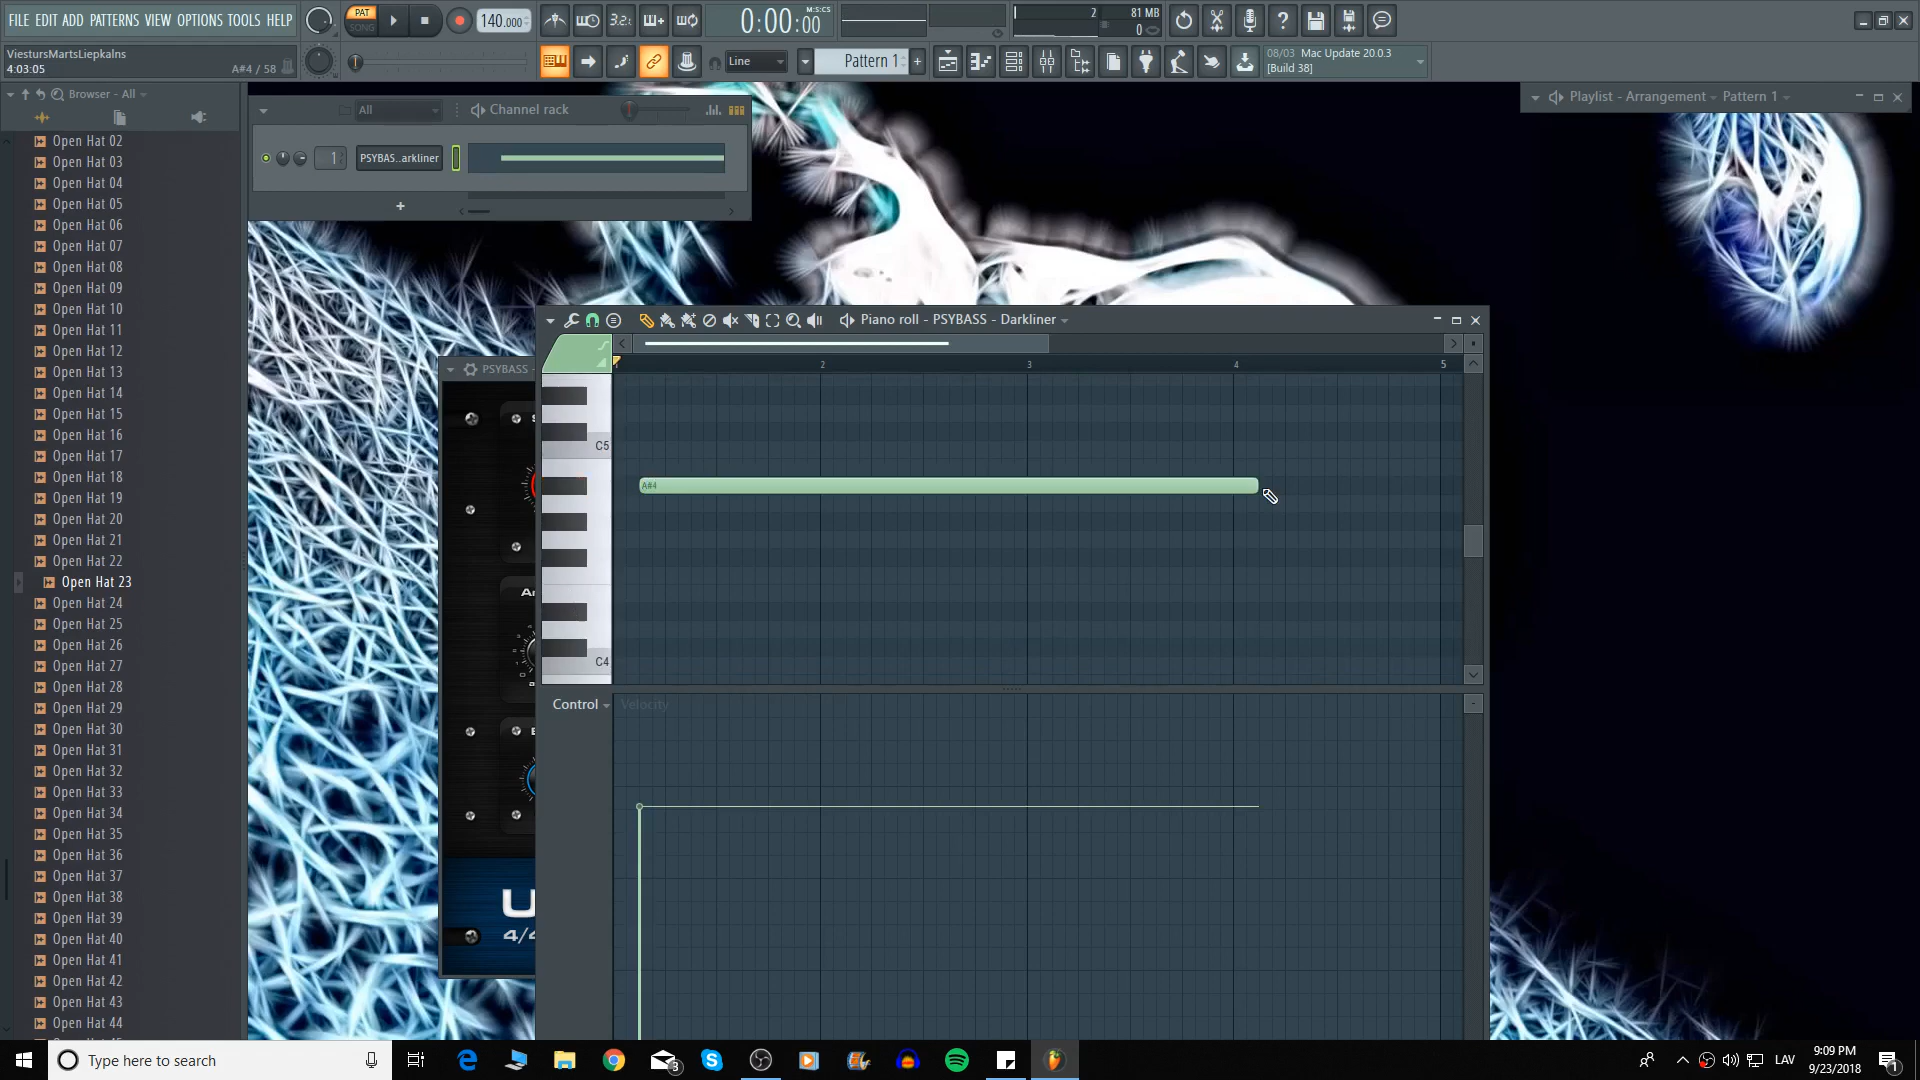 FILE EDIT ADD PATTERNS VIEW OPTIONS TOOLS HELP
PAT
SONG
140.000
3.2.
0:00:00
M:S:CS
2
81 MB
0
ViestursMartsLiepkalns
4:03:05
A#4 / 58
Line
Pattern 1
08/03 Mac Update 20.0.3
[Build 38]
Browser - All
All
Channel rack
Playlist - Arrangement
Pattern 1
1
PSYBAS..arkliner
Open Hat 02
Open Hat 03
Open Hat 04
Open Hat 05
Open Hat 06
Open Hat 07
Open Hat 08
Open Hat 09
Open Hat 10
Open Hat 11
Open Hat 12
Open Hat 13
Open Hat 14
Open Hat 15
Open Hat 16
Open Hat 17
Open Hat 18
Open Hat 19
Open Hat 20
Open Hat 21
Open Hat 22
Open Hat 23
Open Hat 24
Open Hat 25
Open Hat 26
Open Hat 27
Open Hat 28
Open Hat 29
Open Hat 30
Open Hat 31
Open Hat 32
Open Hat 33
Open Hat 34
Open Hat 35
Open Hat 36
Open Hat 37
Open Hat 38
Open Hat 39
Open Hat 40
Open Hat 41
Open Hat 42
Open Hat 43
Open Hat 44
PSYBASS
Piano roll - PSYBASS - Darkliner
1
2
3
4
5
C5
A#4
C4
Control
Velocity
4/4
Type here to search
3
LAV
9:09 PM
9/23/2018
1